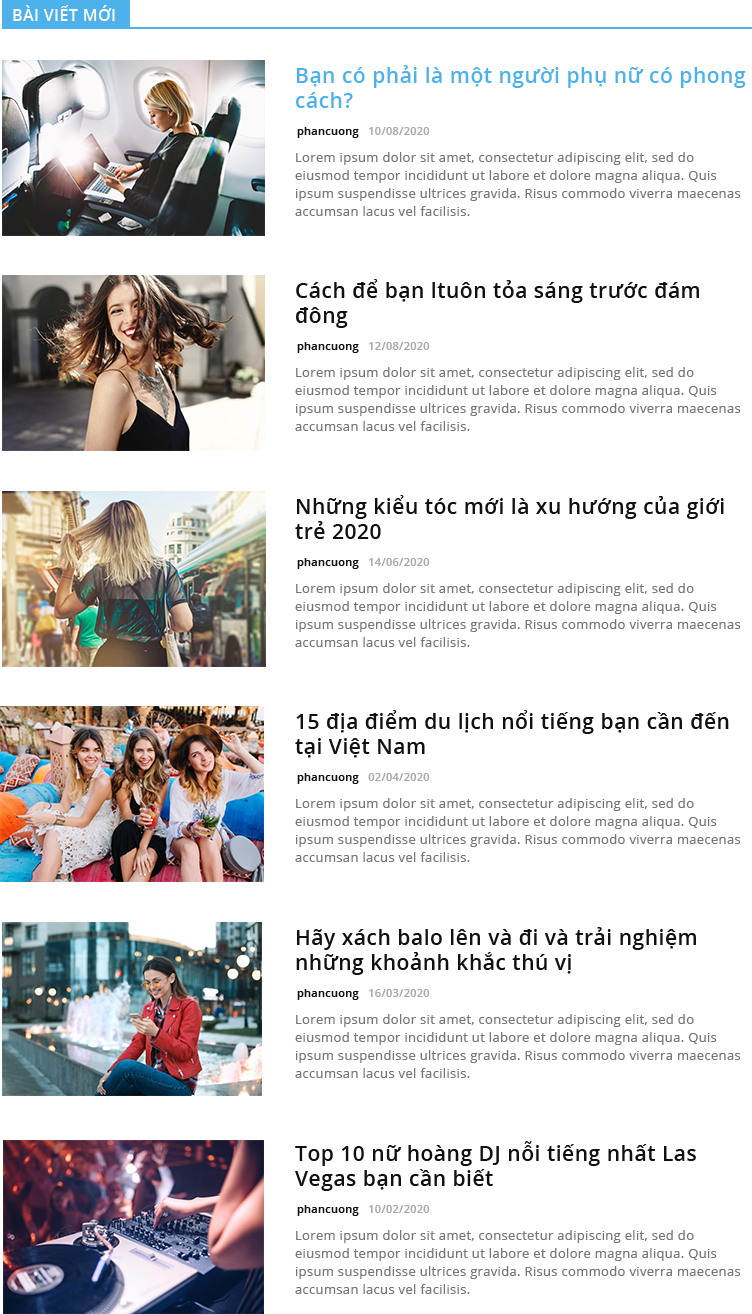 BÀI VIẾT MỚI
Bạn có phải là một người phụ nữ có phong
cách?
phancuong 10/08/2020
Lorem ipsum dolor sit amet, consectetur adipiscing elit, sed do
eiusmod tempor incididunt ut labore et dolore magna aliqua. Quis
ipsum suspendisse ultrices gravida. Risus commodo viverra maecenas
accumsan lacus vel facilisis.
Cách để bạn ltuôn tỏa sáng trước đám
đông
phancuong 12/08/2020
Lorem ipsum dolor sit amet, consectetur adipiscing elit, sed do
eiusmod tempor incididunt ut labore et dolore magna aliqua. Quis
ipsum suspendisse ultrices gravida. Risus commodo viverra maecenas
accumsan lacus vel facilisis.
Những kiểu tóc mới là xu hướng của giới
trẻ 2020
phancuong 14/06/2020
Lorem ipsum dolor sit amet, consectetur adipiscing elit, sed do
eiusmod tempor incididunt ut labore et dolore magna aliqua. Quis
ipsum suspendisse ultrices gravida. Risus commodo viverra maecenas
accumsan lacus vel facilisis.
15 địa điểm du lịch nổi tiếng bạn cần đến
tại Việt Nam
phancuong 02/04/2020
Lorem ipsum dolor sit amet, consectetur adipiscing elit, sed do
eiusmod tempor incididunt ut labore et dolore magna aliqua. Quis
ipsum suspendisse ultrices gravida. Risus commodo viverra maecenas
accumsan lacus vel facilisis.
Hãy xách balo lên và đi và trải nghiệm
những khoảnh khắc thú vị
phancuong 16/03/2020
Lorem ipsum dolor sit amet, consectetur adipiscing elit, sed do
eiusmod tempor incididunt ut labore et dolore magna aliqua. Quis
ipsum suspendisse ultrices gravida. Risus commodo viverra maecenas
accumsan lacus vel facilisis.
Top 10 nữ hoàng DJ nỗi tiếng nhất Las
Vegas bạn cần biết
phancuong 10/02/2020
Lorem ipsum dolor sit amet, consectetur adipiscing elit, sed do
eiusmod tempor incididunt ut labore et dolore magna aliqua. Quis
ipsum suspendisse ultrices gravida. Risus commodo viverra maecenas
accumsan lacus vel facilisis.